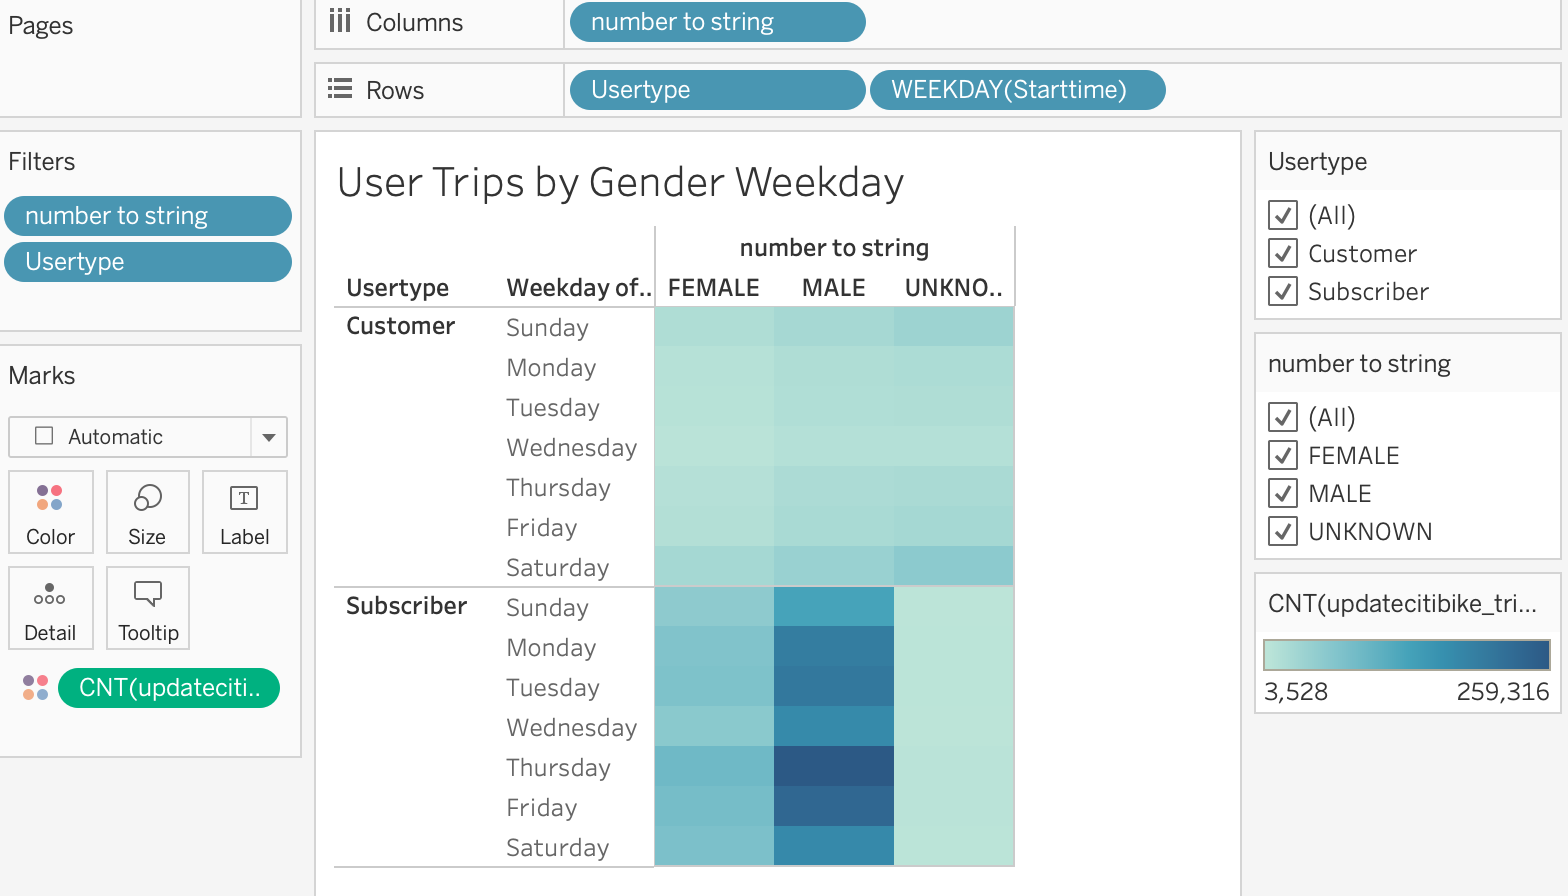 Pages
Columns
number to string
Rows
Usertype
WEEKDAY(Starttime)
Filters
number to string
Usertype
Marks
Automatic
Color
Size
Label
Detail
Tooltip
CNT(updateciti..
User Trips by Gender Weekday
number to string
Usertype Weekday of.. FEMALE MALE UNKNO..
Customer Sunday
Monday
Tuesday
Wednesday
Thursday
Friday
Saturday
Subscriber Sunday
Monday
Tuesday
Wednesday
Thursday
Friday
Saturday
Usertype
(All)
Customer
Subscriber
number to string
(All)
FEMALE
MALE
UNKNOWN
CNT(updatecitibike_tri...
3,528 259,316